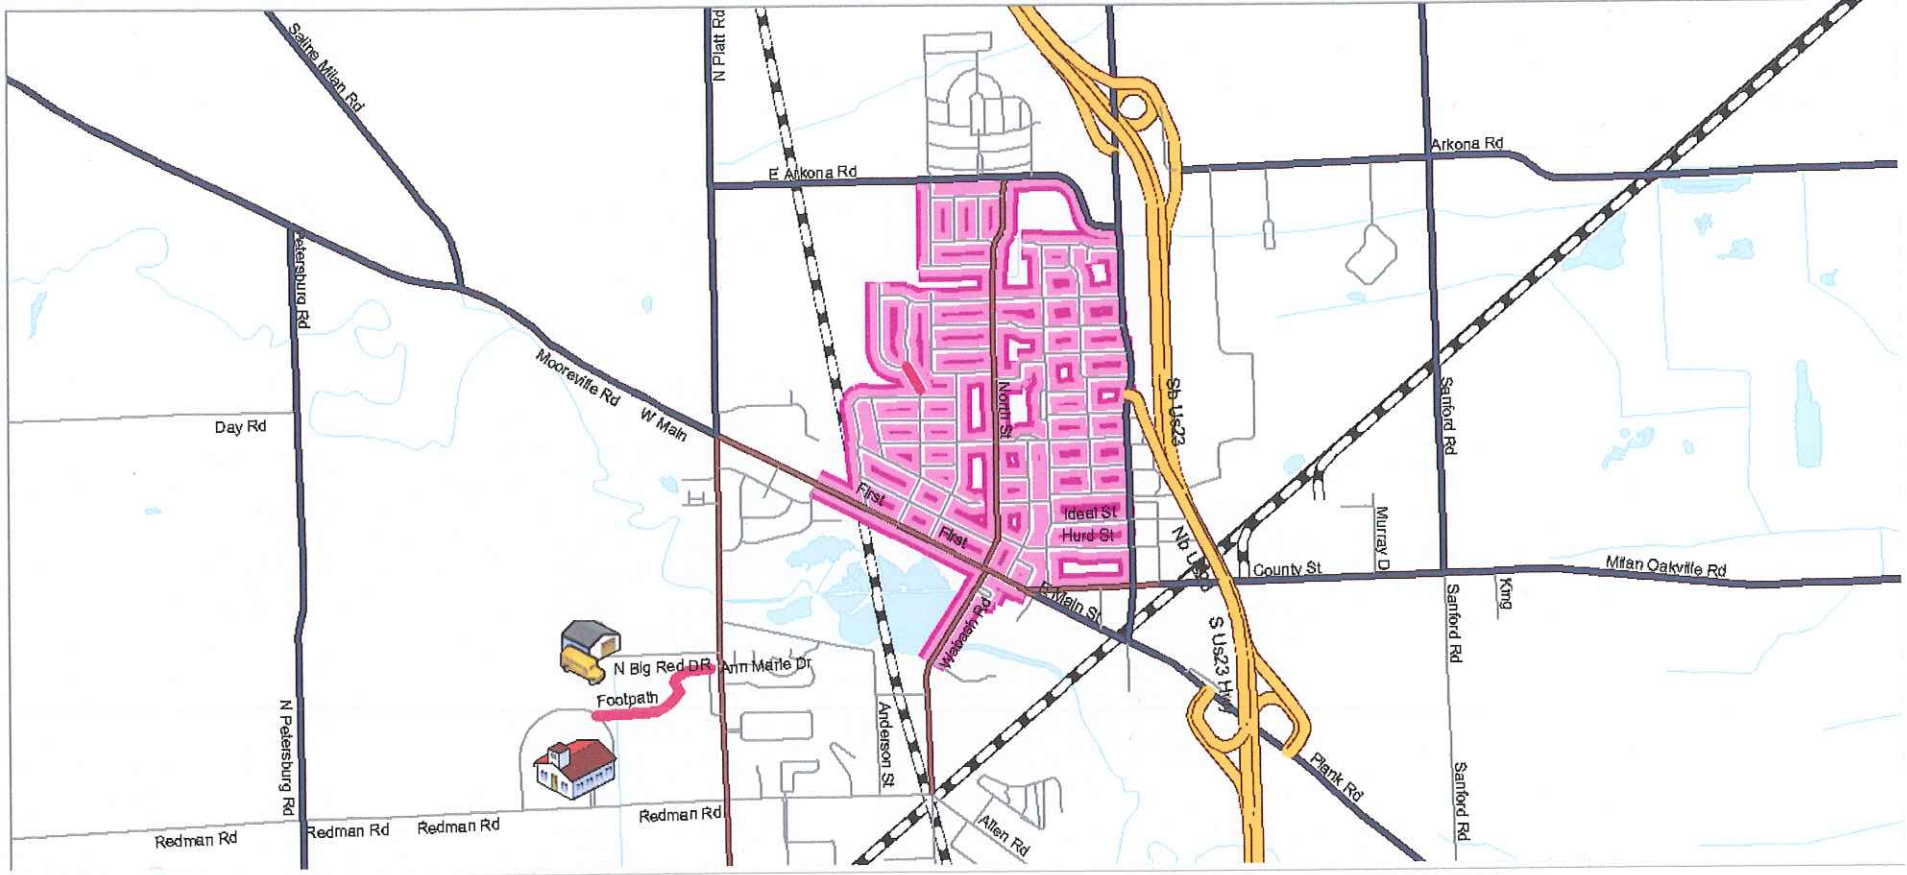 Saline Milan Rd
N Platt Rd
E Arkona Rd
Arkona Rd
Petersburg Rd
Mooreville Rd
W Main
Day Rd
North St
Sb Us23
Sanford Rd
First
First
Ideal St
Hurd St
Murray D
Nb Us23
County St
Milan Oakville Rd
King
E Main St
Wabash Rd
Sanford Rd
S Us23 Hwy
N Big Red DR
Ann Marie Dr
Footpath
N Petersburg Rd
Anderson St
Plank Rd
Sanford Rd
Redman Rd
Redman Rd
Redman Rd
Redman Rd
Allen Rd